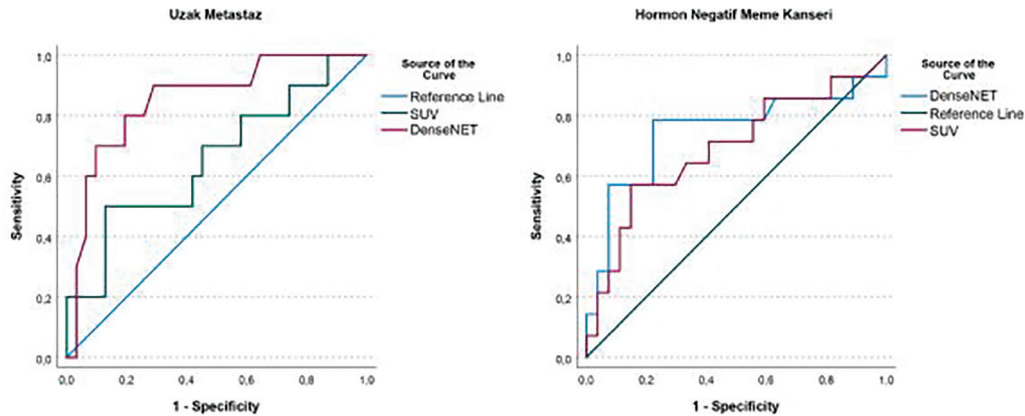 Uzak Metastaz
1,0
0,8
0,6
0,4
0,2
0,0
Sensitivity
0,0 0,2 0,4 0,6 0,8 1,0
1 - Specificity
Source of the
Curve
Reference Line
SUV
DenseNET
Hormon Negatif Meme Kanseri
1,0
0,8
0,6
0,4
0,2
0,0
Sensitivity
0,0 0,2 0,4 0,6 0,8 1,0
1 - Specificity
Source of the
Curve
DenseNET
Reference Line
SUV